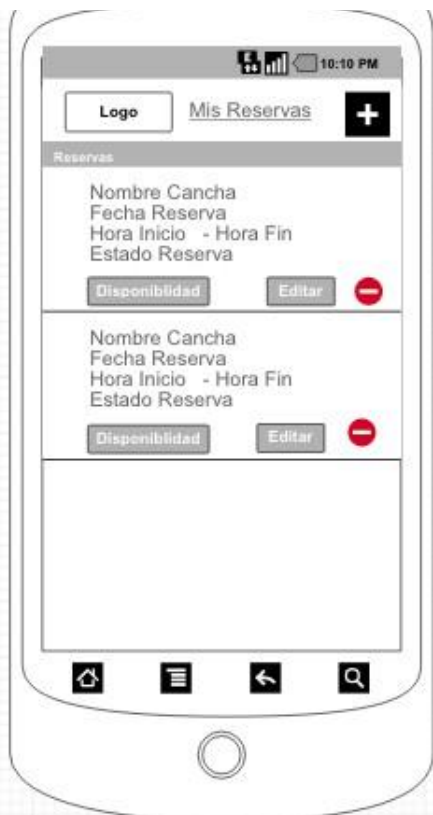 E
10:10 PM
Logo Mis Reservas +
Reservas
Nombre Cancha
Fecha Reserva
Hora Inicio - Hora Fin
Estado Reserva
Disponiblidad Editar
Nombre Cancha
Fecha Reserva
Hora Inicio - Hora Fin
Estado Reserva
Disponiblidad Editar